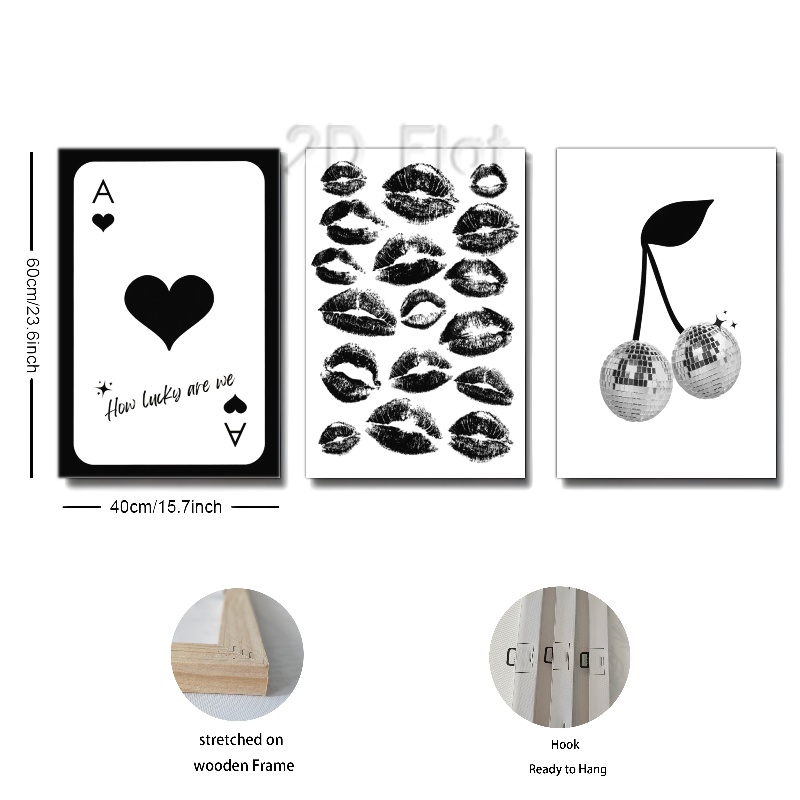 2D Flat
A
How lucky are we
A
60cm/23.6inch
40cm/15.7inch
stretched on
wooden Frame
Hook
Ready to Hang